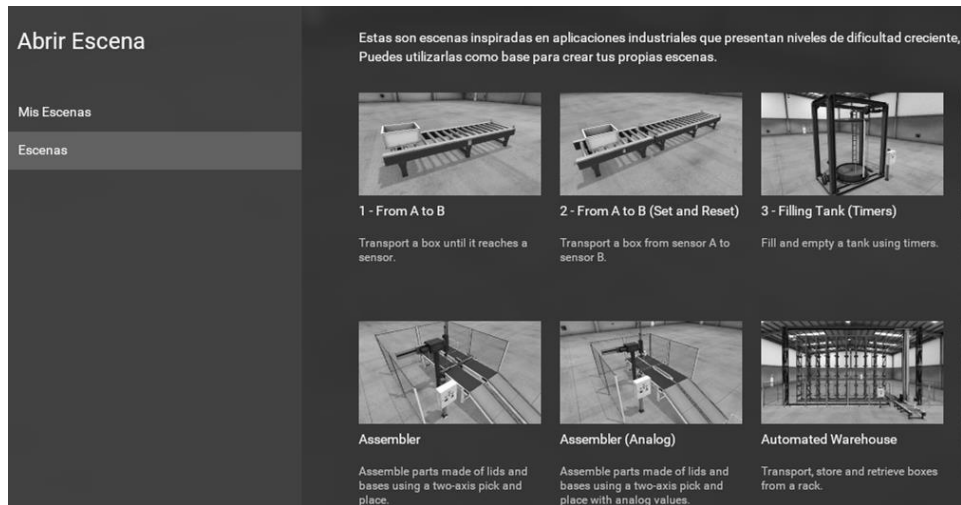 Abrir Escena
Mis Escenas
Escenas
Estas son escenas inspiradas en aplicaciones industriales que presentan niveles de dificultad creciente,
Puedes utilizarlas como base para crear tus propias escenas.
1 - From A to B
Transport a box until it reaches a
sensor.
2 - From A to B (Set and Reset)
Transport a box from sensor A to
sensor B.
3 - Filling Tank (Timers)
Fill and empty a tank using timers.
Assembler
Assemble parts made of lids and
bases using a two-axis pick and
place.
Assembler (Analog)
Assemble parts made of lids and
bases using a two-axis pick and
place with analog values.
Automated Warehouse
Transport, store and retrieve boxes
from a rack.